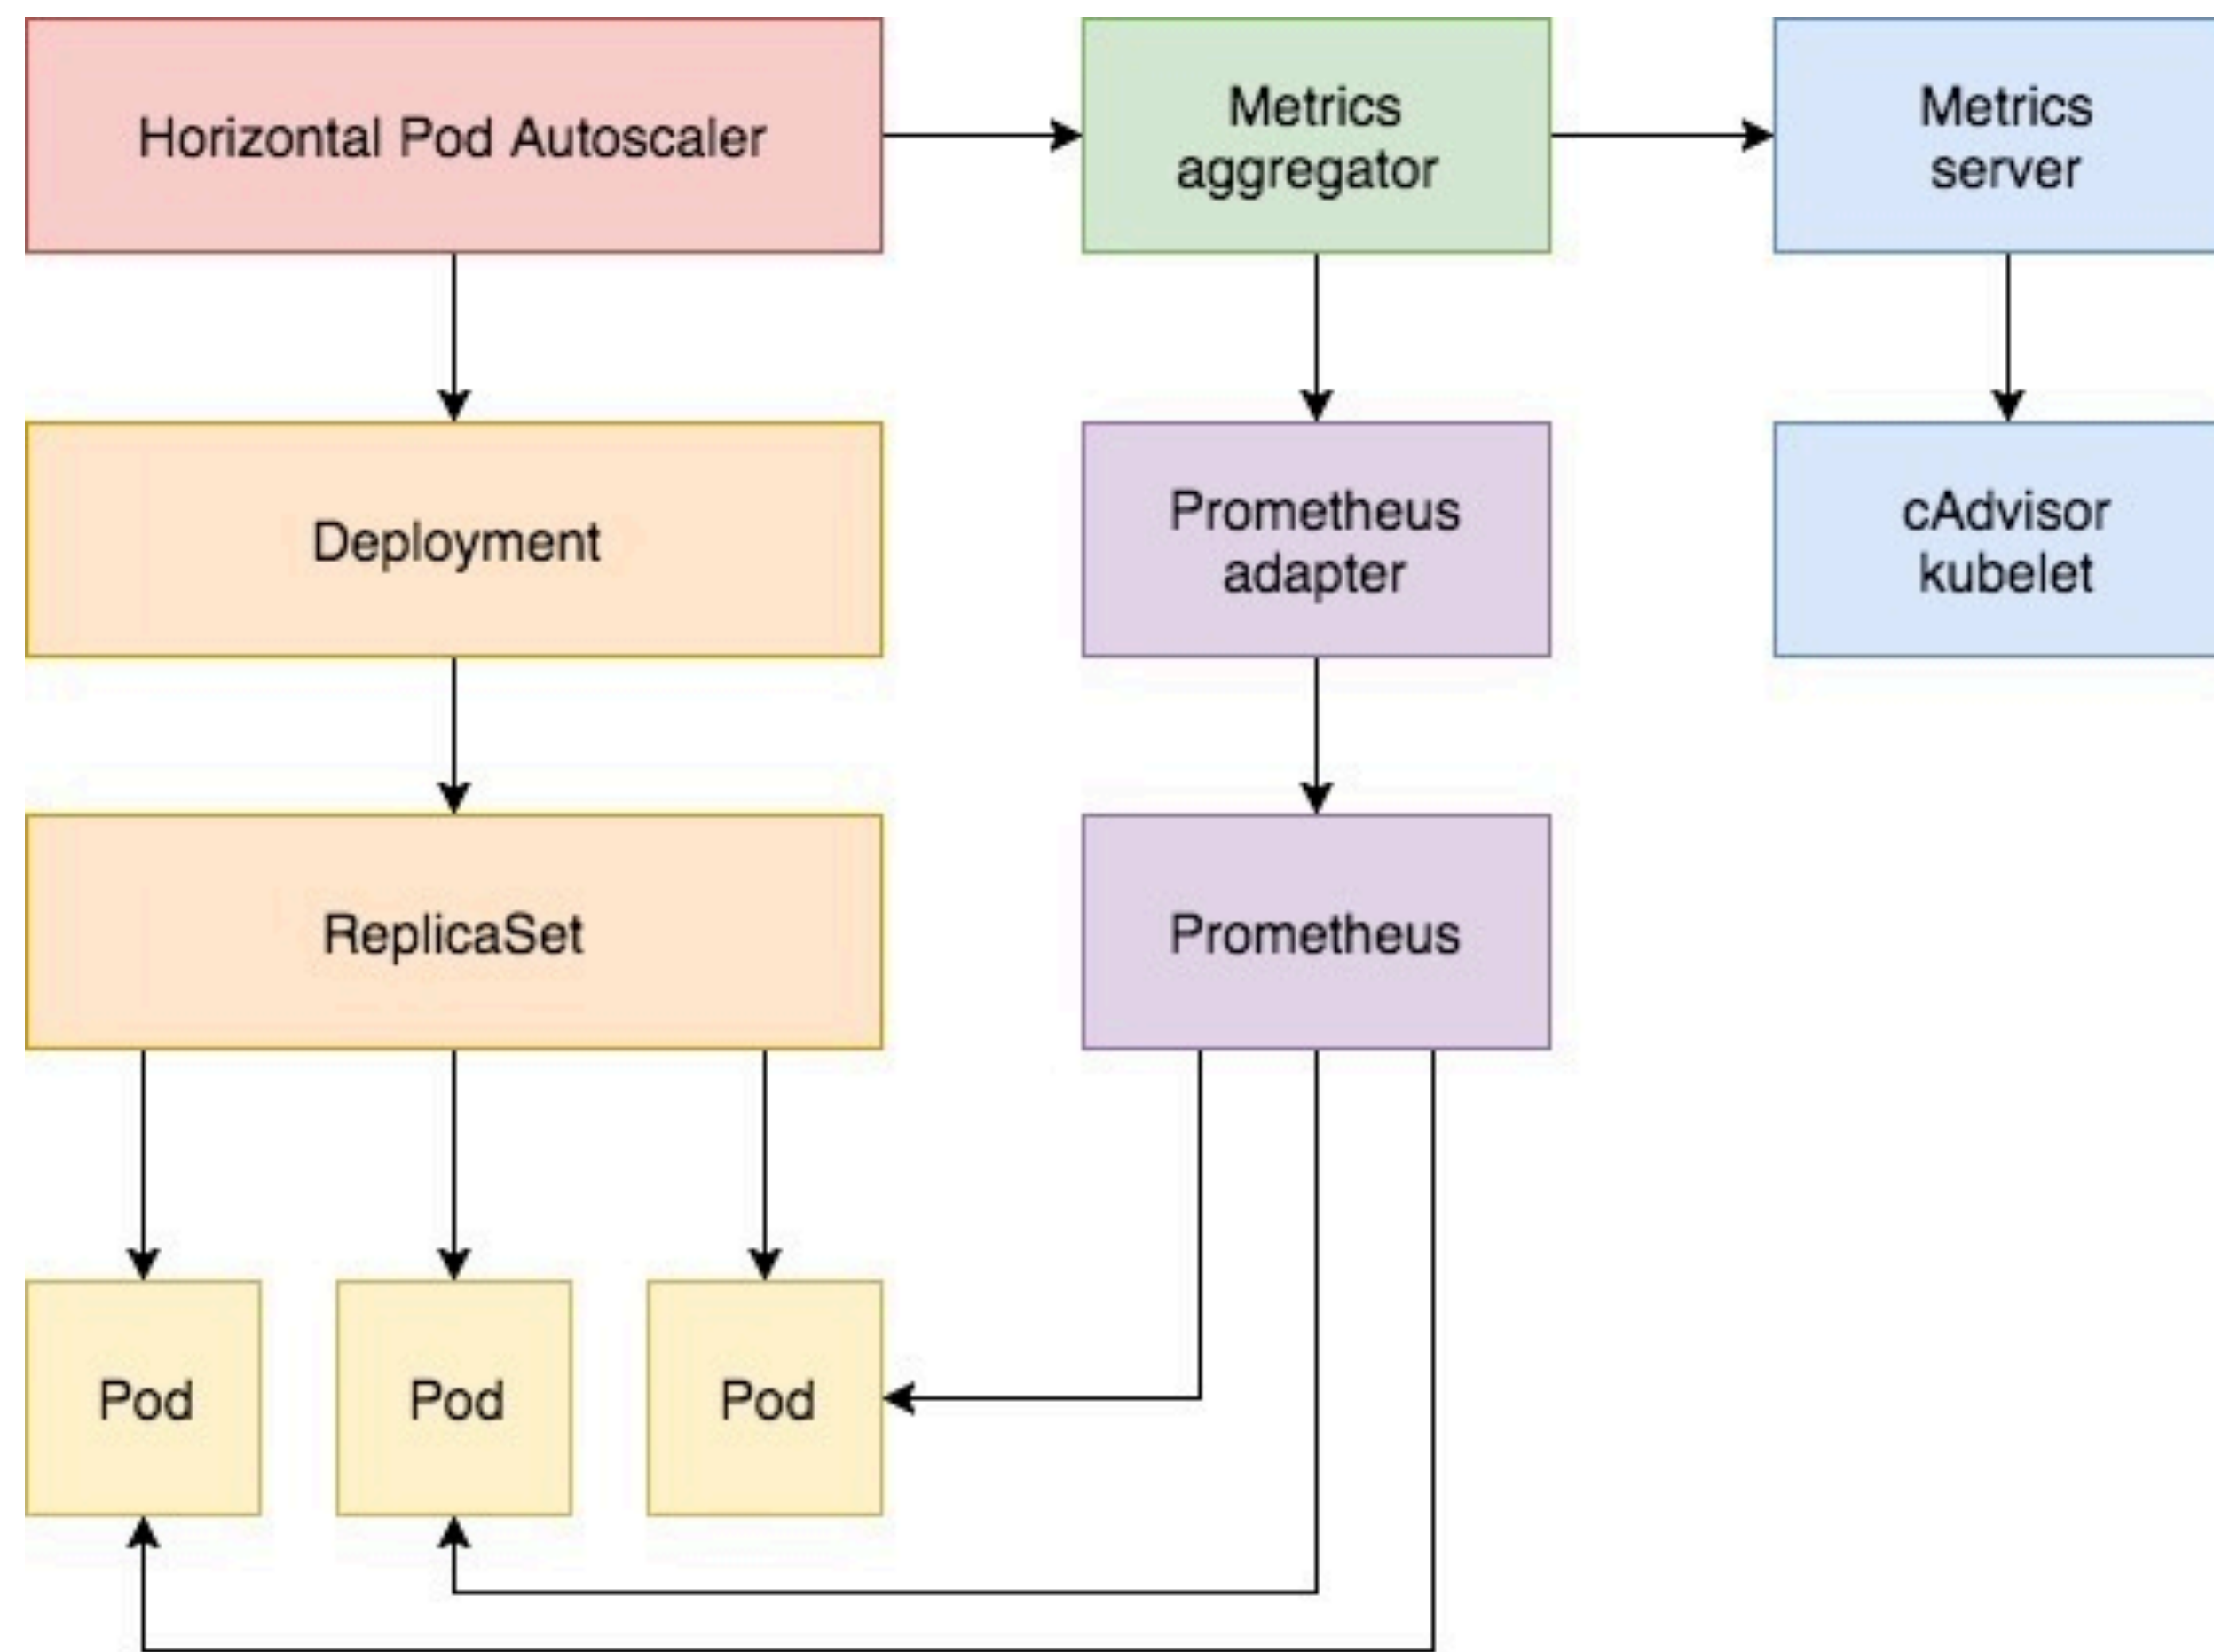 Horizontal Pod Autoscaler
Metrics
aggregator
Metrics
server
Deployment
Prometheus
adapter
cAdvisor
kubelet
ReplicaSet
Prometheus
Pod
Pod
Pod